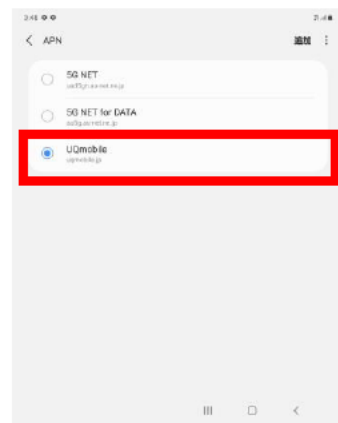 APN 追加
5G NET
5G NET for DATA
UQmobile
uqmobile.jp